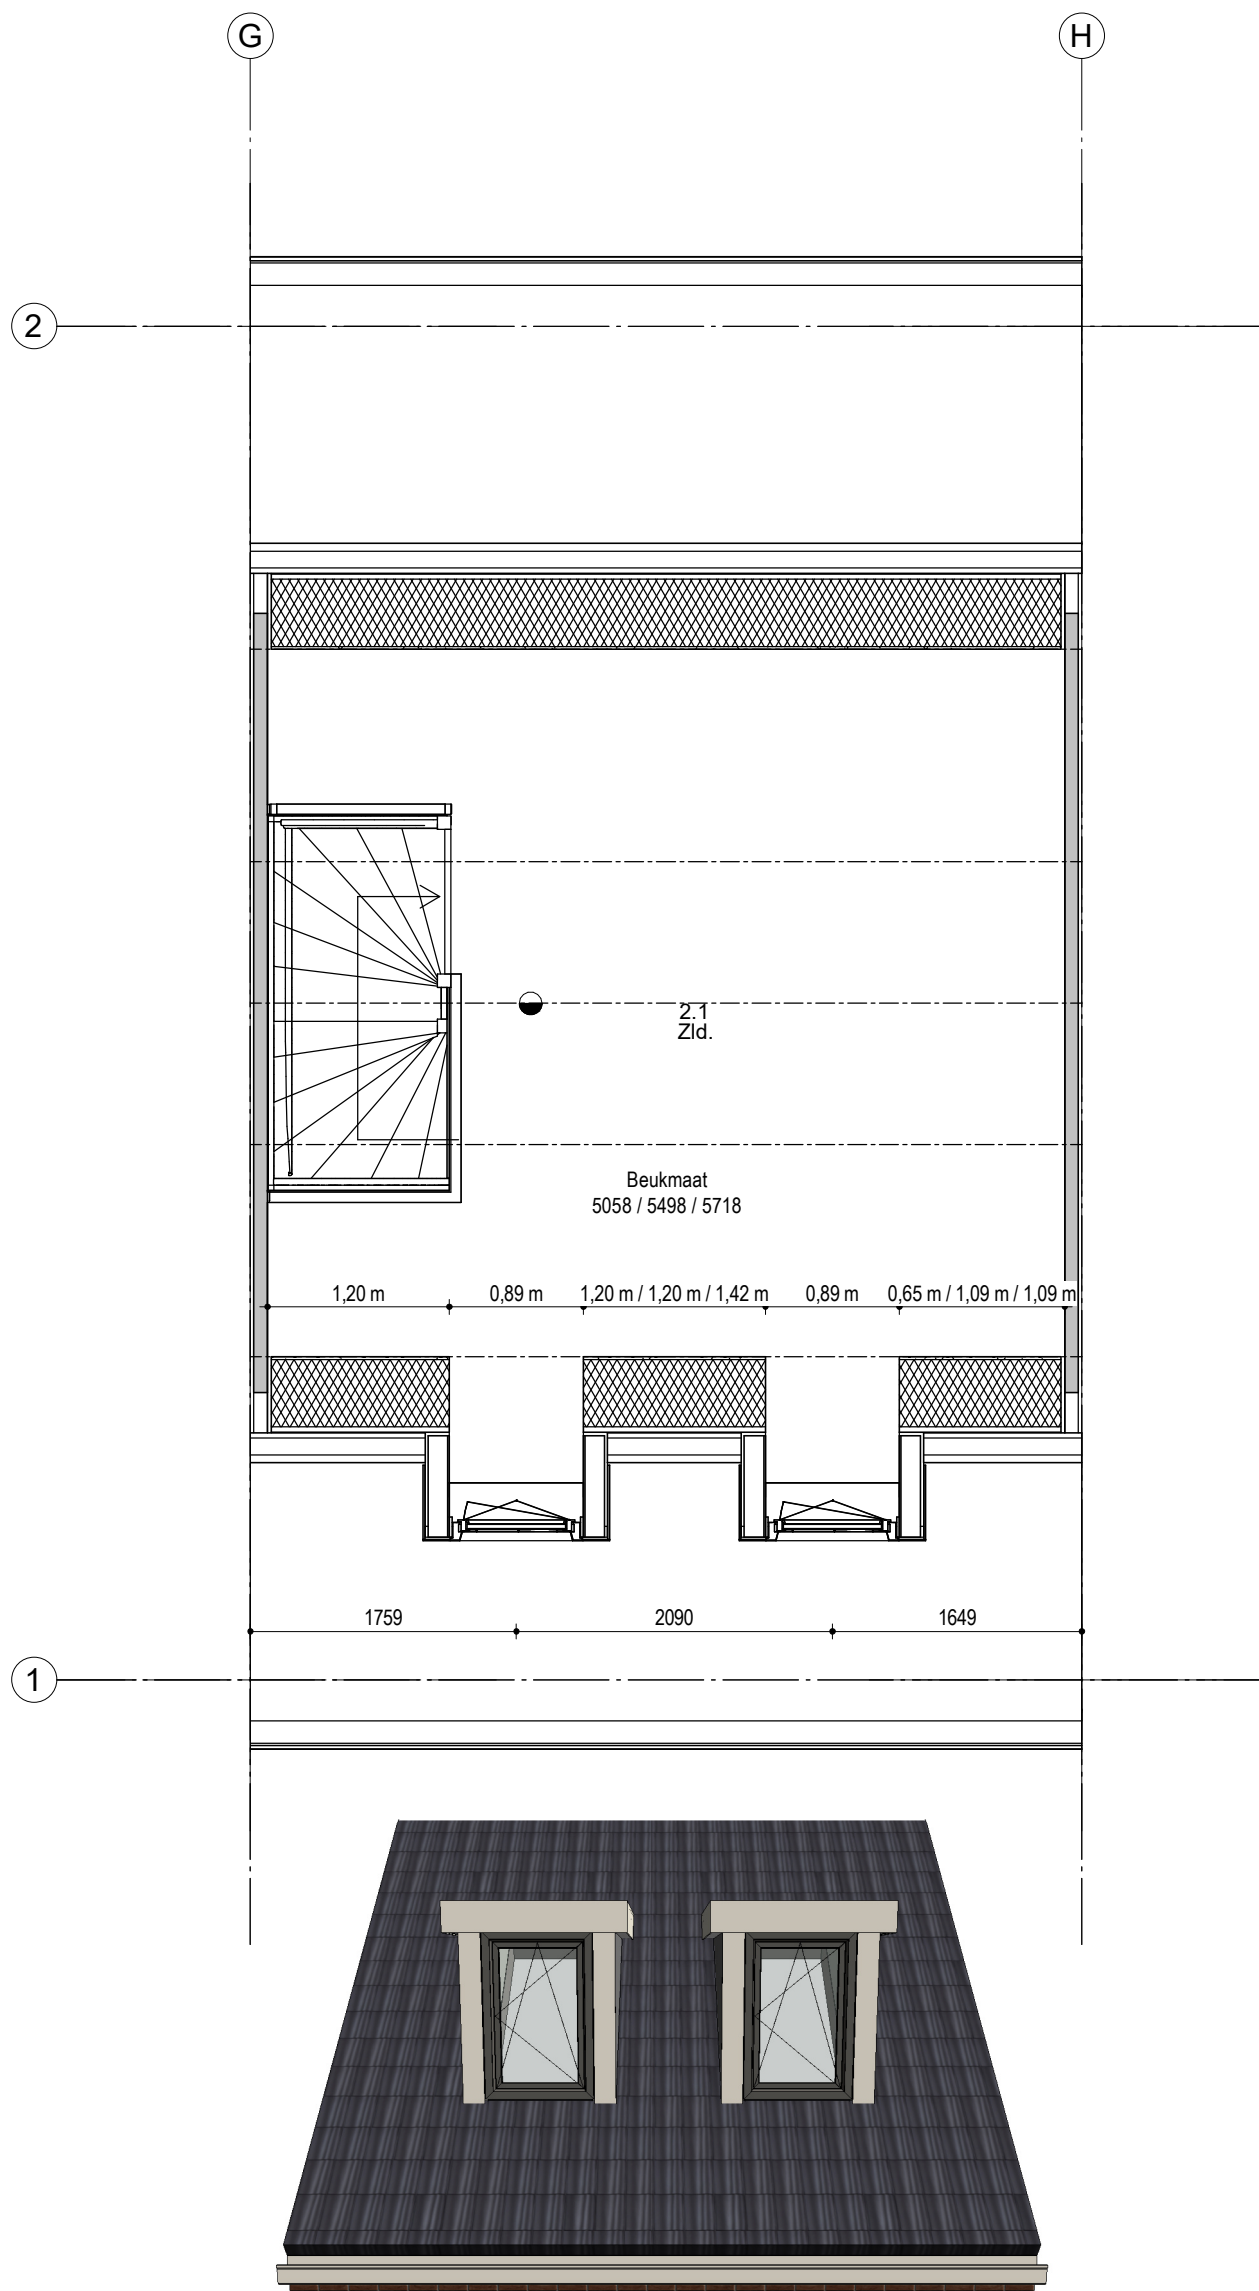 G
H
2
2.1
Zld.
Beukmaat
5058 / 5498 / 5718
1,20 m
0,89 m
1,20 m / 1,20 m / 1,42 m
0,89 m
0,65 m / 1,09 m / 1,09 m
1759
2090
1649
1